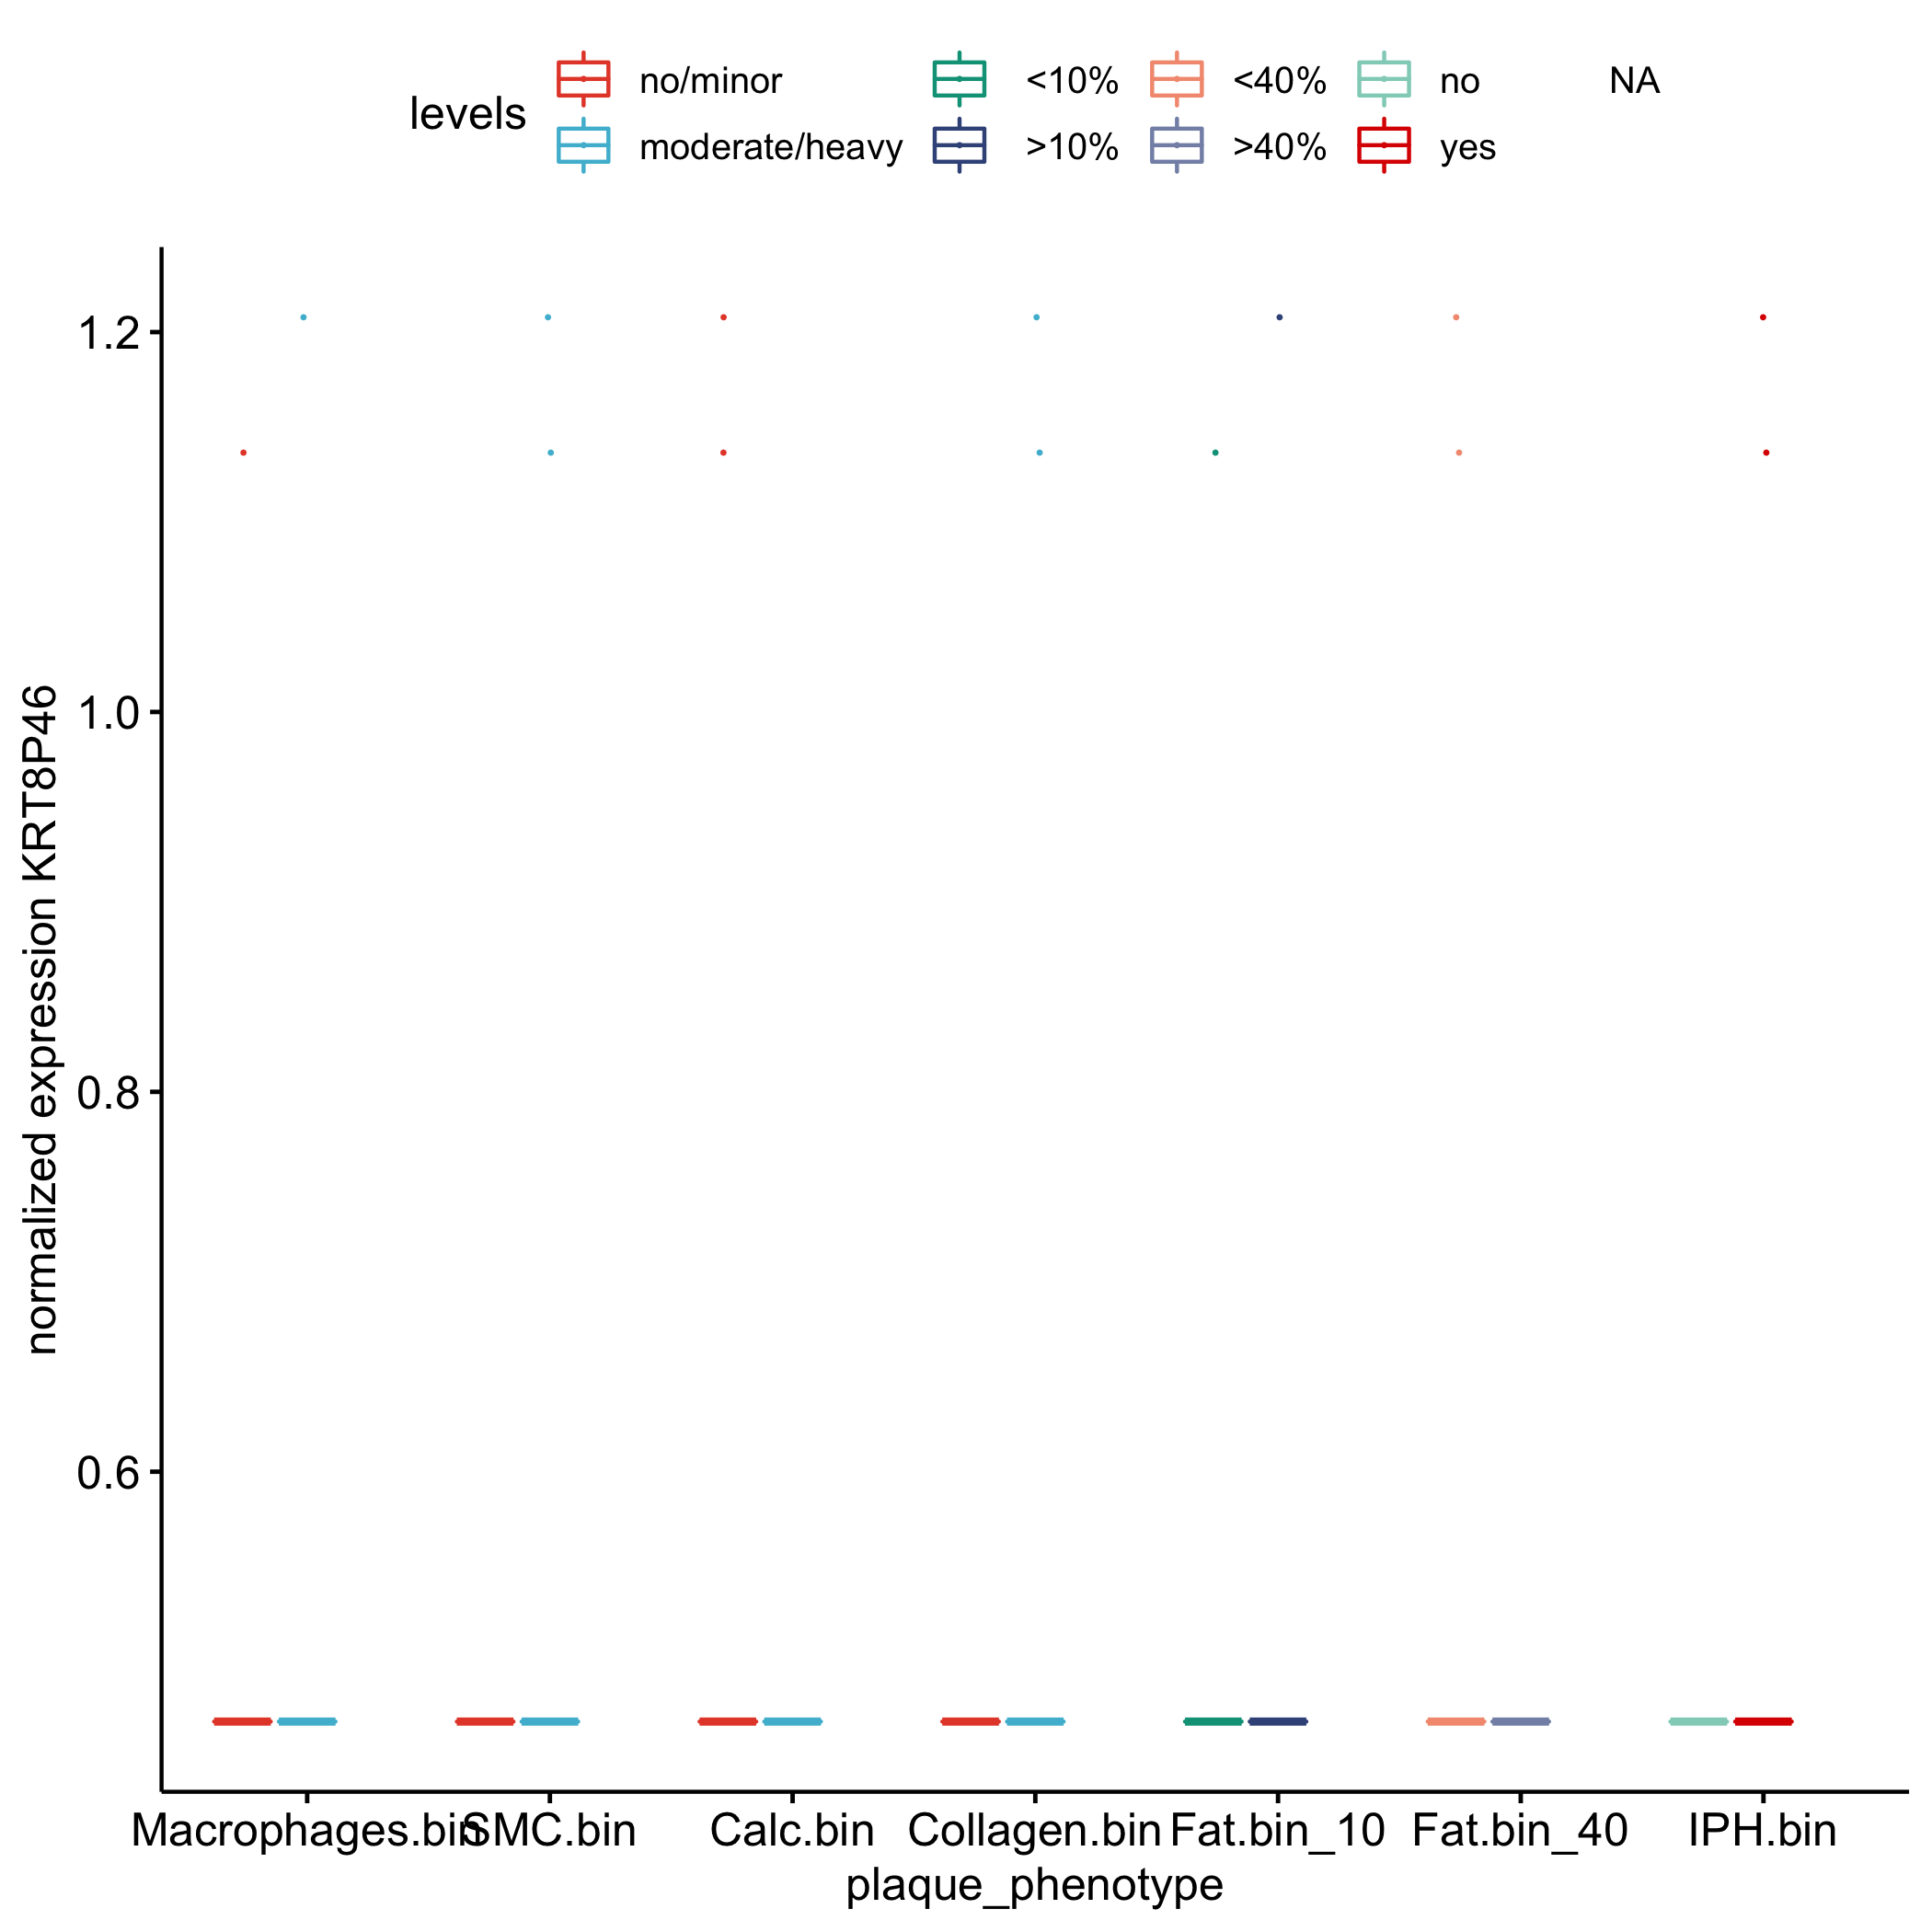 levels
no/minor
<10%
<40%
no
NA
moderate/heavy
>10%
>40%
yes
normalized expression KRT8P46
1.2
1.0
0.8
0.6
Macrophages.bin SMC.bin Calc.bin Collagen.bin Fat.bin_10 Fat.bin_40 IPH.bin
plaque_phenotype